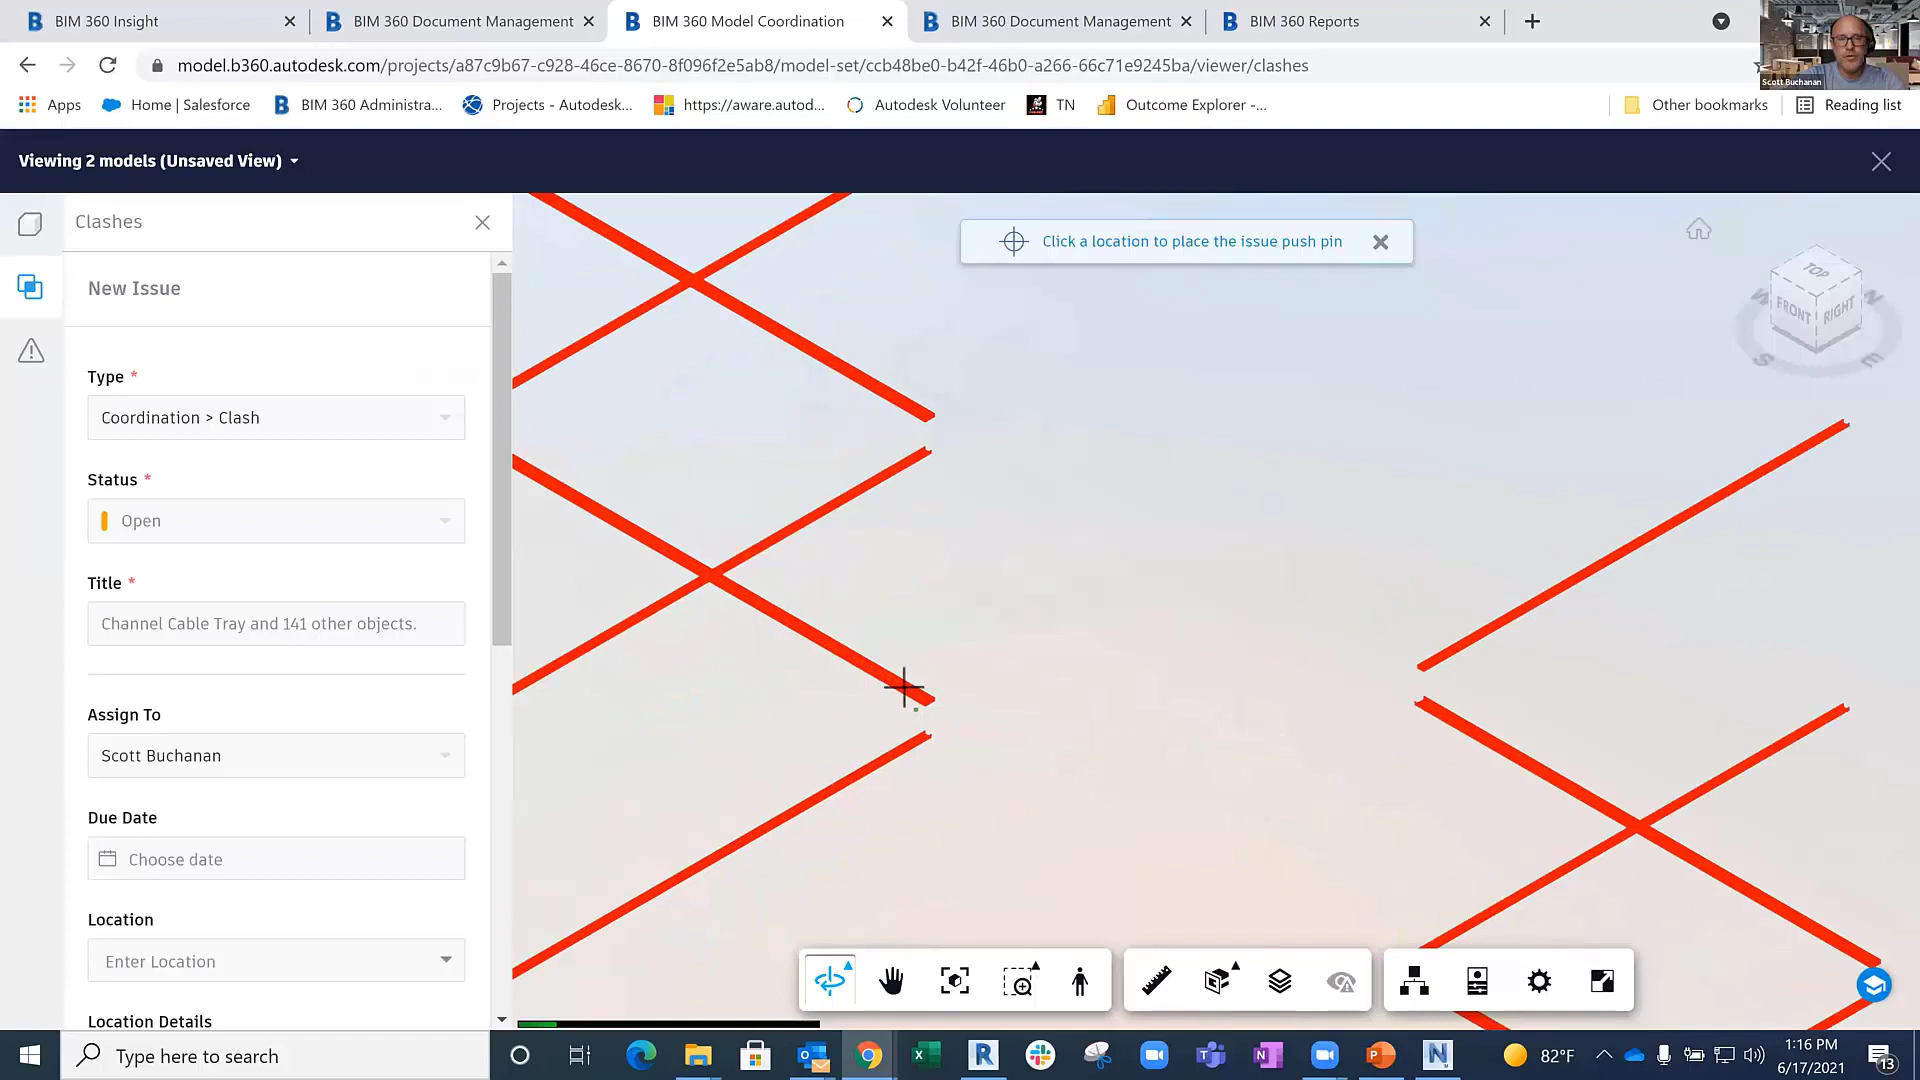 BIM 360 Insight
BIM 360 Document Management
BIM 360 Model Coordination
BIM 360 Document Management
BIM 360 Reports
model.b360.autodesk.com/projects/a87c9b67-c928-46ce-8670-8f096f2e5ab8/model-set/ccb48be0-b42f-46b0-a266-66c71e9245ba/viewer/clashes
Scott Buchanan
Apps
Home | Salesforce
BIM 360 Administra...
Projects - Autodesk...
https://aware.autod...
Autodesk Volunteer
TN
Outcome Explorer -...
Other bookmarks
Reading list
Viewing 2 models (Unsaved View)
Clashes
Click a location to place the issue push pin
TOP
FRONT
RIGHT
W
N
S
E
New Issue
Type *
Coordination > Clash
Status *
Open
Title *
Channel Cable Tray and 141 other objects.
Assign To
Scott Buchanan
Due Date
Choose date
Location
Enter Location
Location Details
Type here to search
82°F
1:16 PM
6/17/2021
13